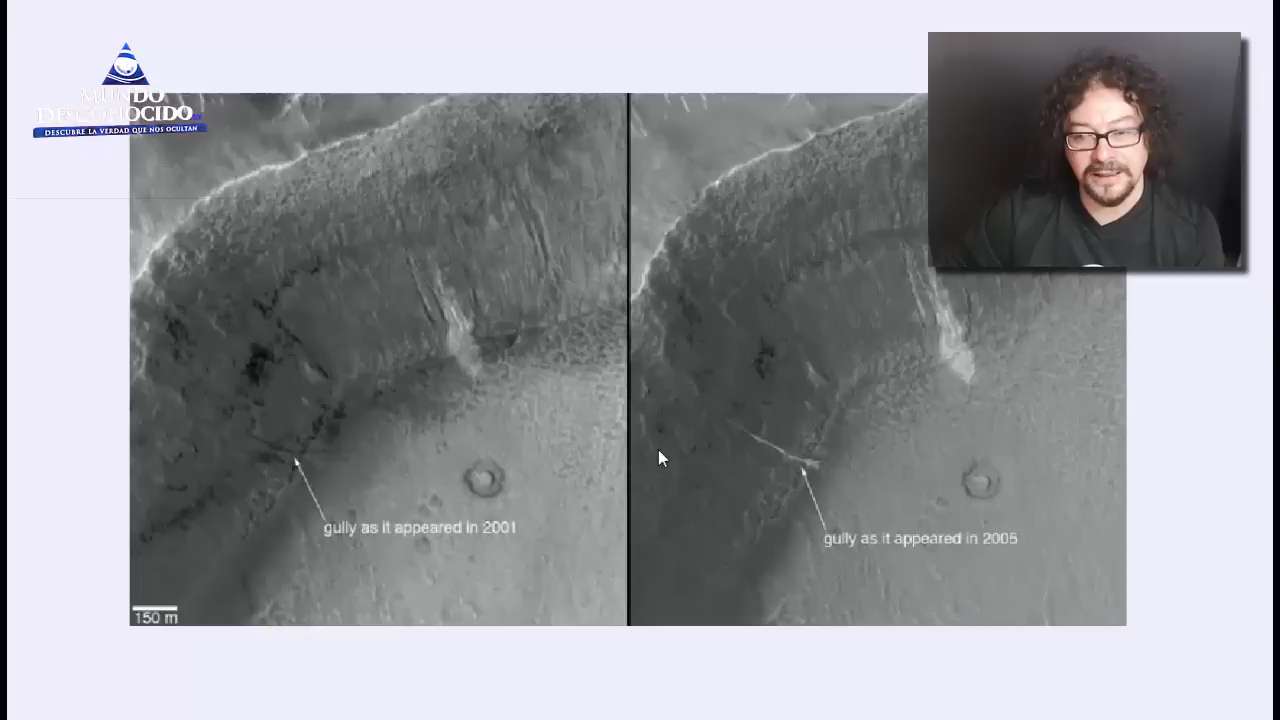 MUNDO
DESCONOCIDO.es
DESCUBRE LA VERDAD QUE NOS OCULTAN
gully as it appeared in 2001
gully as it appeared in 2005
150 m